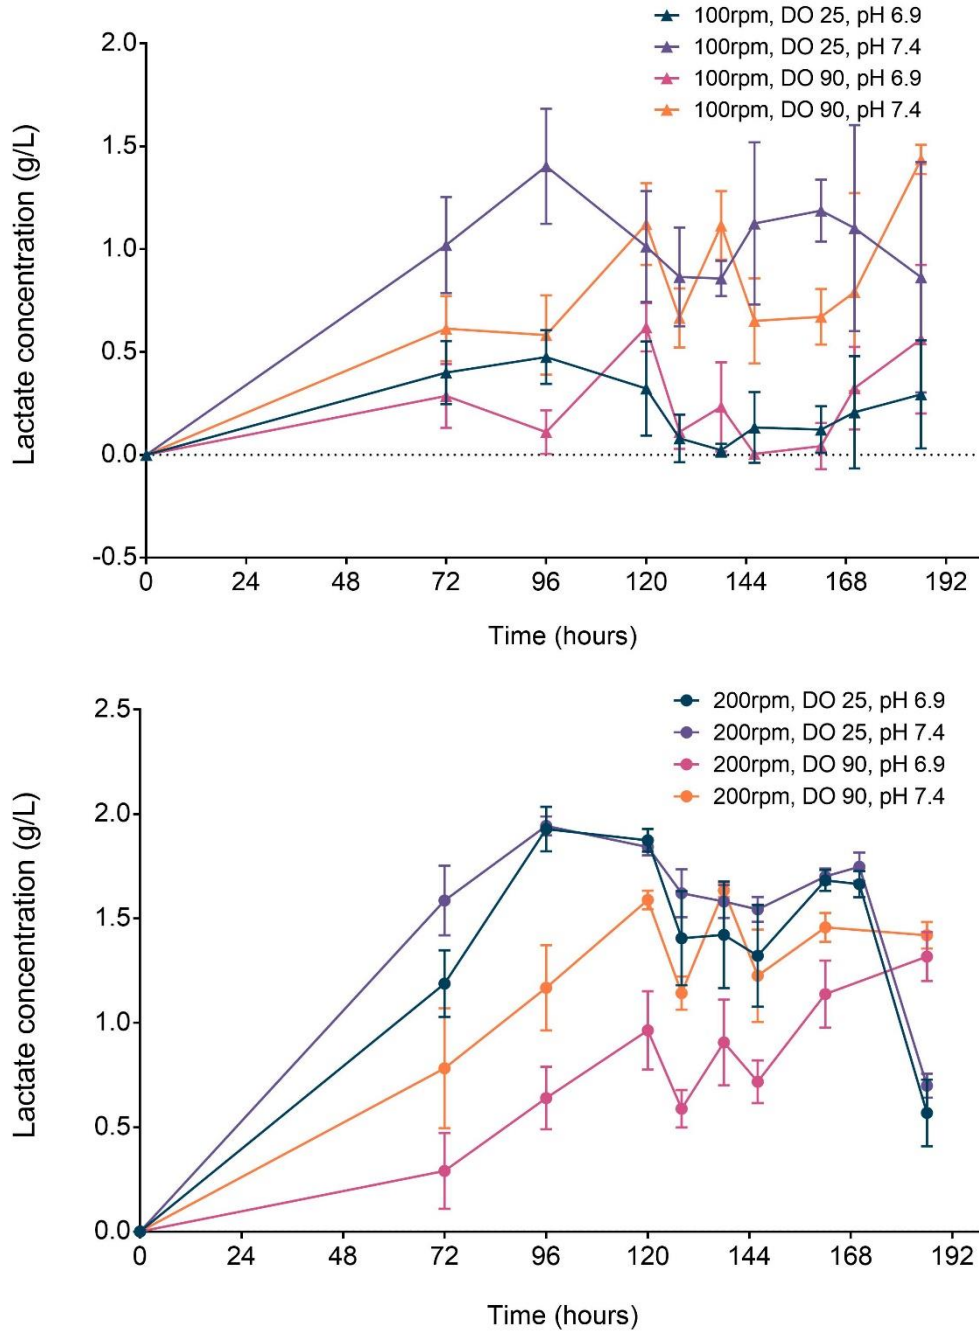 100rpm, DO 25, pH 6.9
100rpm, DO 25, pH 7.4
100rpm, DO 90, pH 6.9
100rpm, DO 90, pH 7.4
Lactate concentration (g/L)
2.0
1.5
1.0
0.5
0.0
-0.5
0 24 48 72 96 120 144 168 192
Time (hours)
200rpm, DO 25, pH 6.9
200rpm, DO 25, pH 7.4
200rpm, DO 90, pH 6.9
200rpm, DO 90, pH 7.4
Lactate concentration (g/L)
2.5
2.0
1.5
1.0
0.5
0.0
0 24 48 72 96 120 144 168 192
Time (hours)